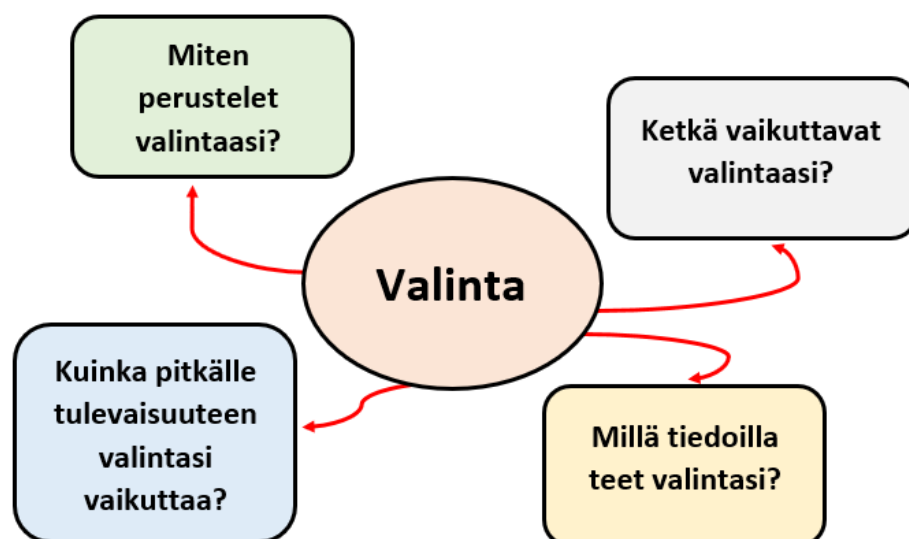 Miten
perustelet
valintaasi?
Ketkä vaikuttavat
valintaasi?
Valinta
Kuinka pitkälle
tulevaisuuteen
valintasi
vaikuttaa?
Millä tiedoilla
teet valintasi?